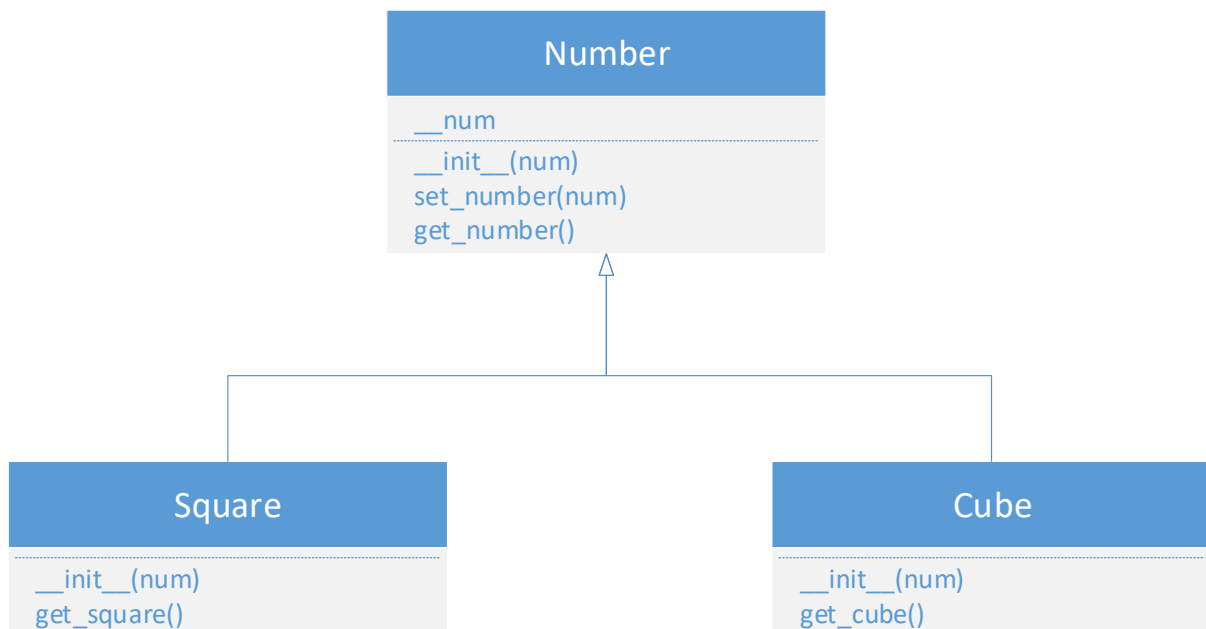 Number
__num
__init__(num)
set_number(num)
get_number()
Square
__init__(num)
get_square()
Cube
__init__(num)
get_cube()